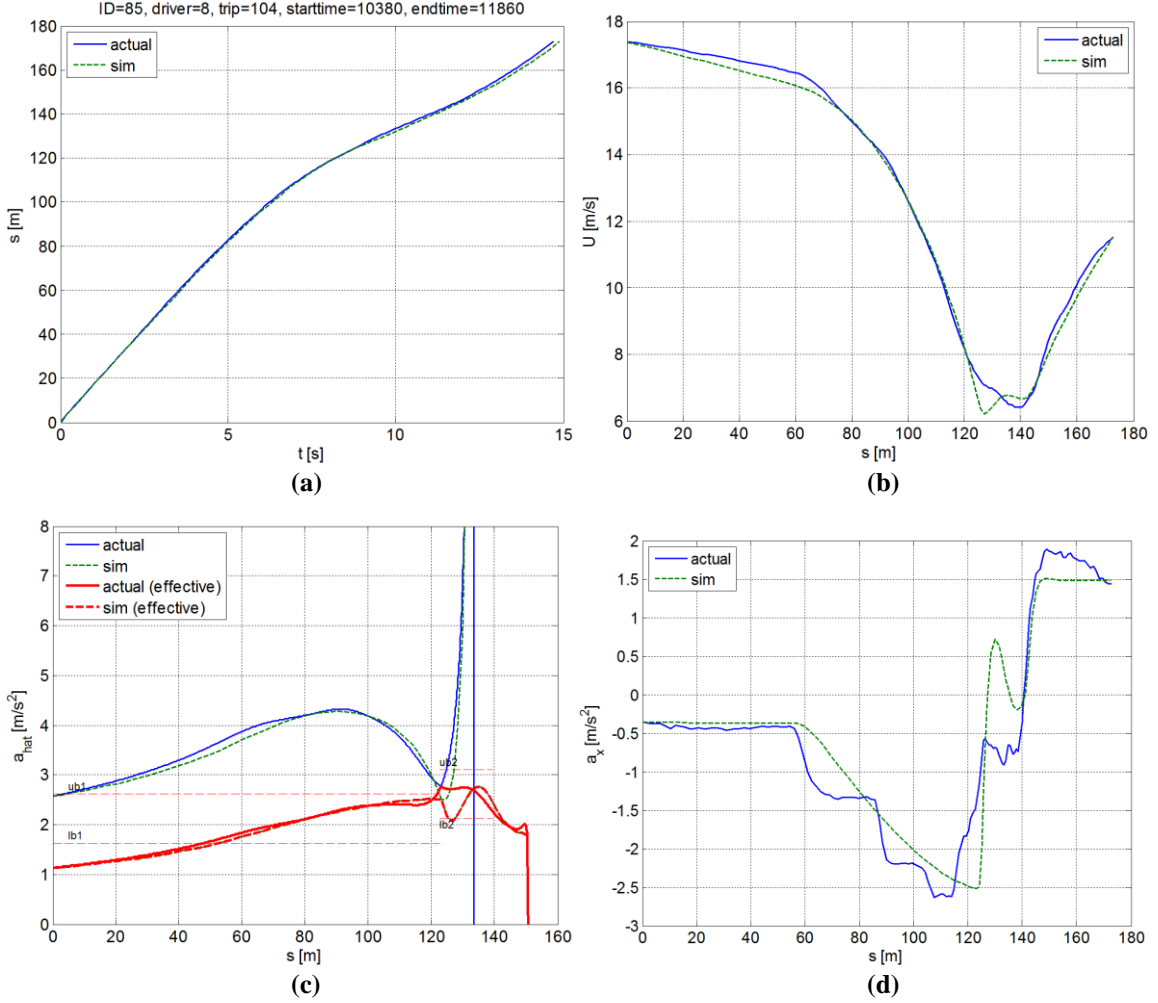 ID=85, driver=8, trip=104, starttime=10380, endtime=11860
180
160
140
120
100
80
60
40
20
0
s [m]
actual
sim
0
5
10
15
t [s]
(a)
18
16
14
12
10
8
6
U [m/s]
actual
sim
0
20
40
60
80
100
120
140
160
180
s [m]
(b)
8
7
6
5
4
3
2
1
0
a_hat [m/s²]
actual
sim
actual (effective)
sim (effective)
ub1
lb1
ub2
lb2
0
20
40
60
80
100
120
140
160
s [m]
(c)
2
1.5
1
0.5
0
-0.5
-1
-1.5
-2
-2.5
-3
a_x [m/s²]
actual
sim
0
20
40
60
80
100
120
140
160
180
s [m]
(d)